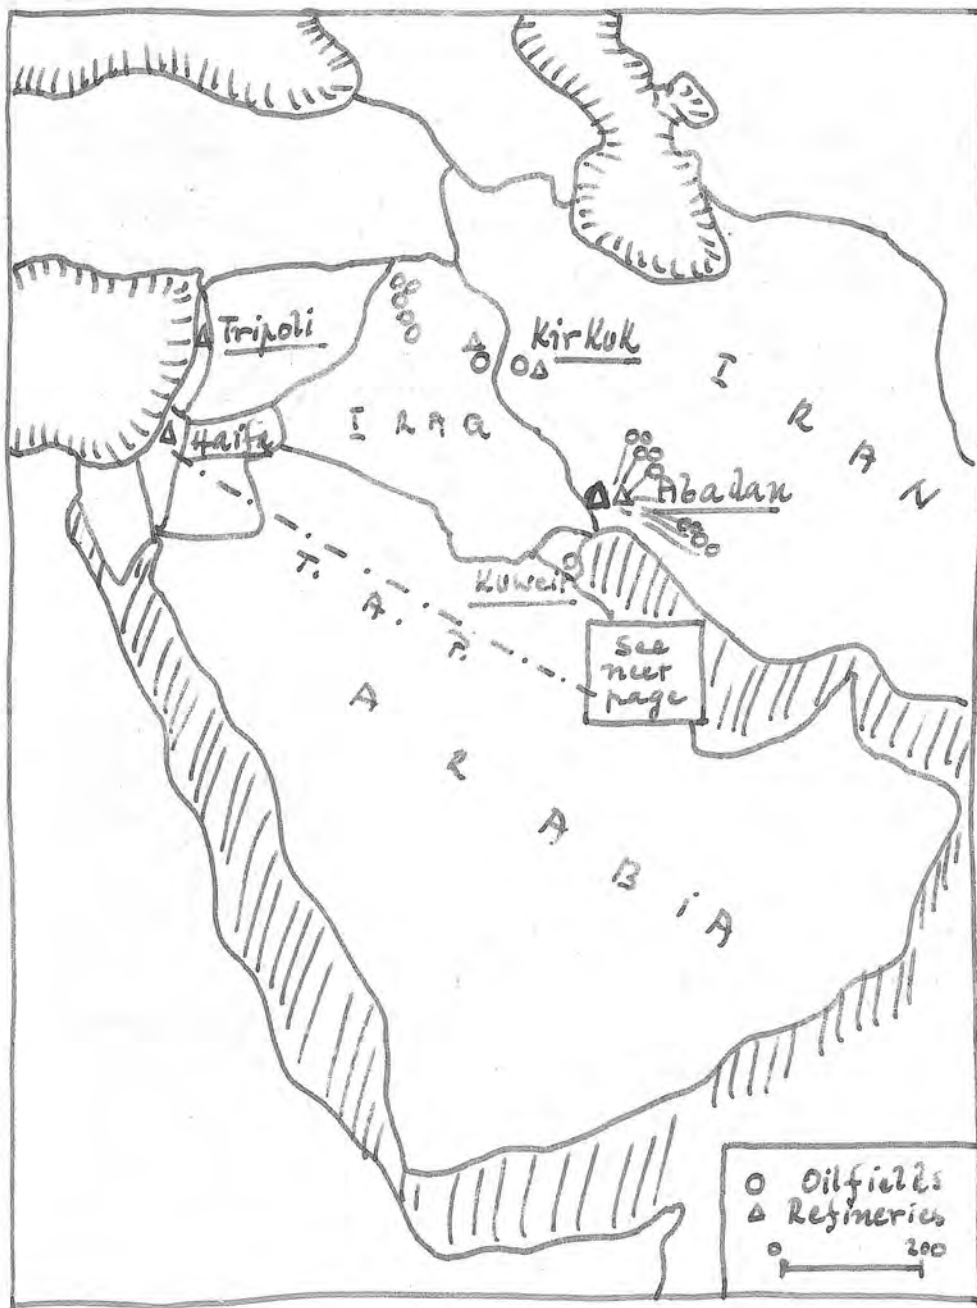 Tripoli
Kirkuk
IRAN
Haifa
IRAQ
Abadan
Kuweit
T. A. P.
See
next
page
ARABiA
Oilfields
Refineries
0 200